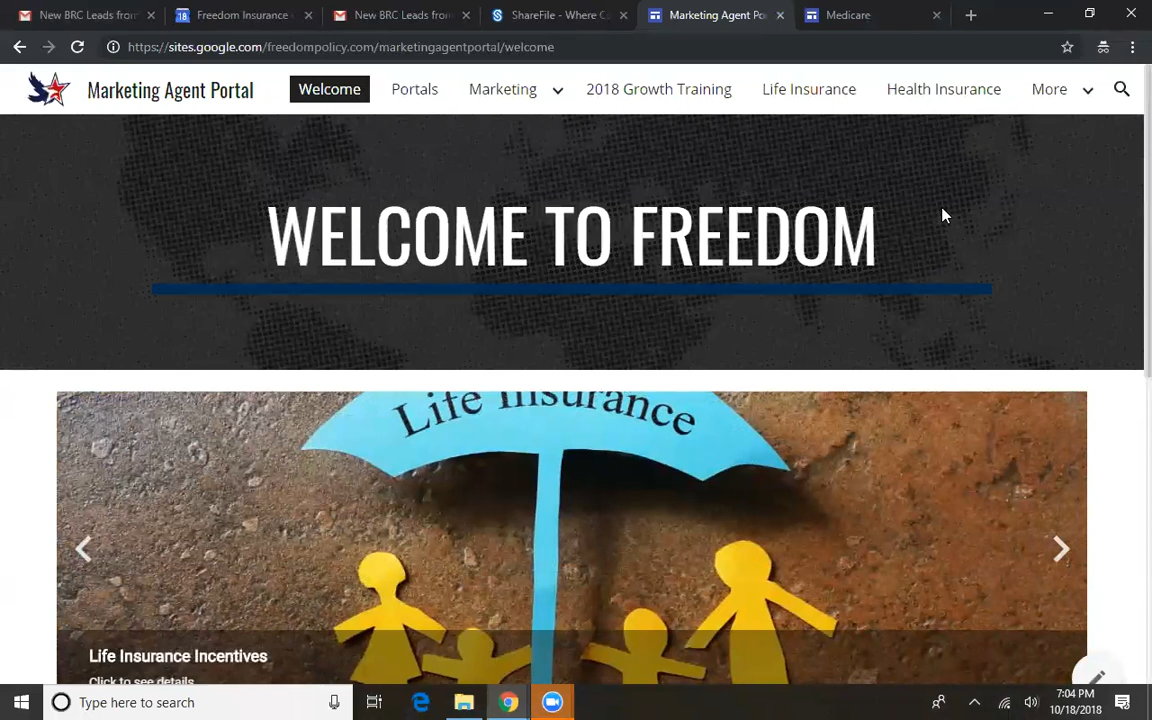 New BRC Leads from
Freedom Insurance
New BRC Leads from
ShareFile - Where C
Marketing Agent Po
Medicare
https://sites.google.com/freedompolicy.com/marketingagentportal/welcome
Marketing Agent Portal
Welcome
Portals
Marketing
2018 Growth Training
Life Insurance
Health Insurance
More
WELCOME TO FREEDOM
Life Insurance
Life Insurance Incentives
Click to see details
Type here to search
7:04 PM
10/18/2018